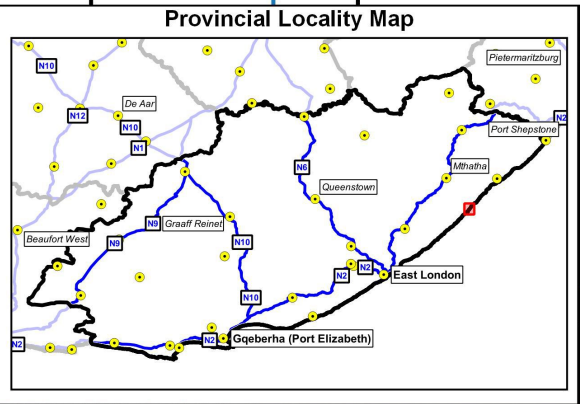 Provincial Locality Map
Pietermaritzburg
N10
De Aar
N12
N10
N2
Port Shepstone
N1
N6
Mthatha
Queenstown
N9
Graaff Reinet
Beaufort West
N9
N10
N2
N2
East London
N10
N2
N2
Gqeberha (Port Elizabeth)